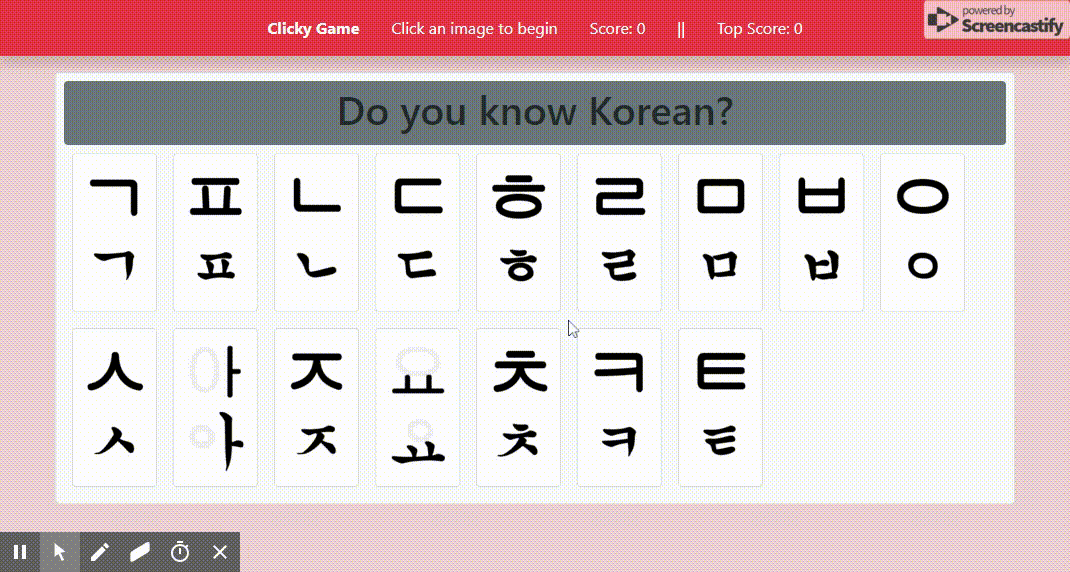 Clicky Game Click an image to begin Score: 0 || Top Score: 0
powered by
Screencastify
Do you know Korean?
ㄱ ㅍ ㄴ ㄷ ㅎ ㄹ ㅁ ㅂ ㅇ
ㄱ ㅍ ㄴ ㄷ ㅎ ㄹ ㅁ ㅂ ㅇ
ㅅ 아 ㅈ 요 ㅊ ㅋ ㅌ
ㅅ 아 ㅈ 요 ㅊ ㅋ ㅌ